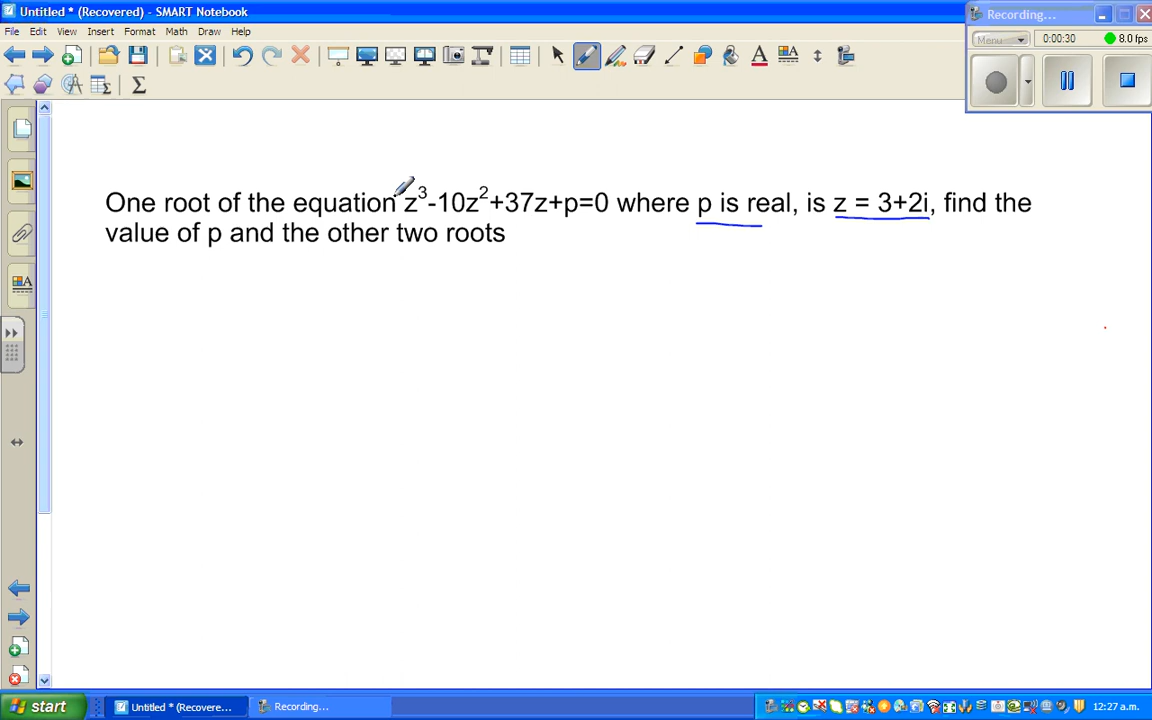 Untitled * (Recovered) - SMART Notebook
Recording...
File Edit View Insert Format Math Draw Help
Menu 0:00:30 8.0 fps
One root of the equation z³-10z²+37z+p=0 where p is real, is z = 3+2i, find the
value of p and the other two roots
start Untitled * (Recovere... Recording... 12:27 a.m.